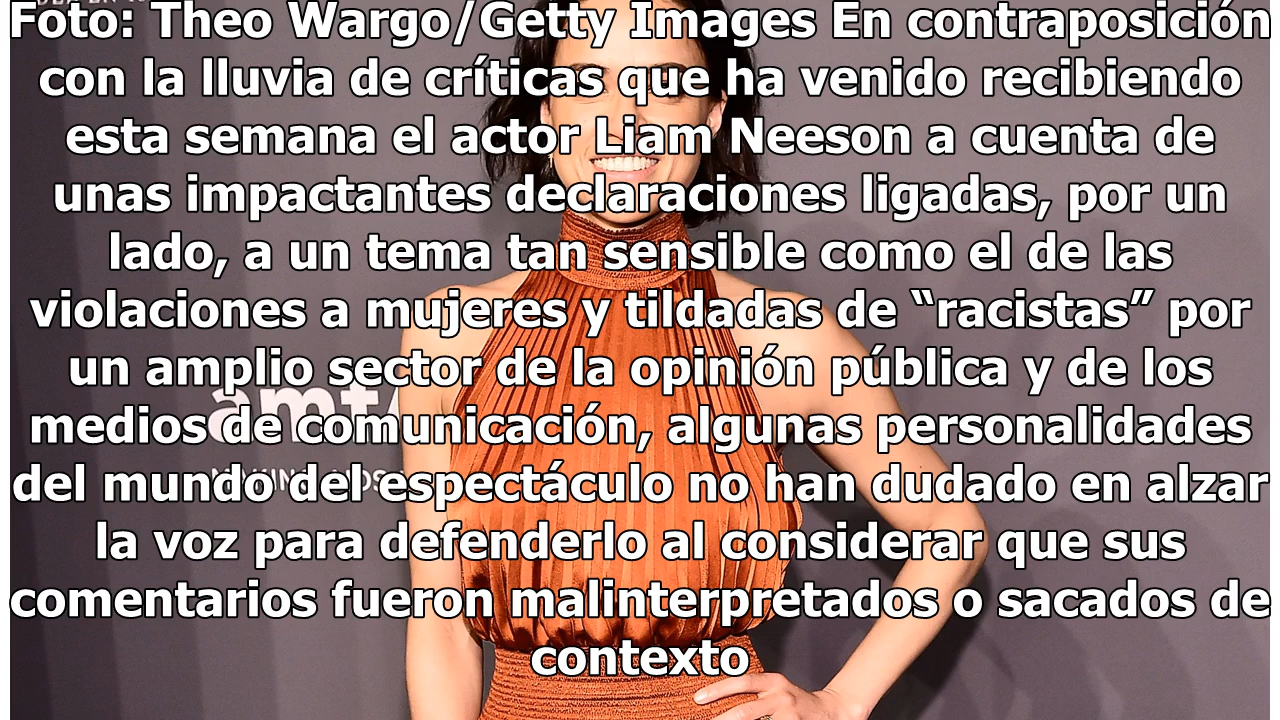 Foto: Theo Wargo/Getty Images En contraposición
con la lluvia de críticas que ha venido recibiendo
esta semana el actor Liam Neeson a cuenta de
unas impactantes declaraciones ligadas, por un
lado, a un tema tan sensible como el de las
violaciones a mujeres y tildadas de “racistas” por
un amplio sector de la opinión pública y de los
medios de comunicación, algunas personalidades
del mundo del espectáculo no han dudado en alzar
la voz para defenderlo al considerar que sus
comentarios fueron malinterpretados o sacados de
contexto